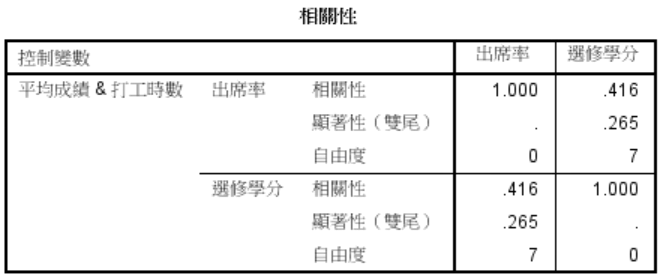 相關性
控制變數 出席率 選修學分
平均成績 & 打工時數 出席率 相關性 1.000 .416
顯著性（雙尾） . .265
自由度 0 7
選修學分 相關性 .416 1.000
顯著性（雙尾） .265 .
自由度 7 0